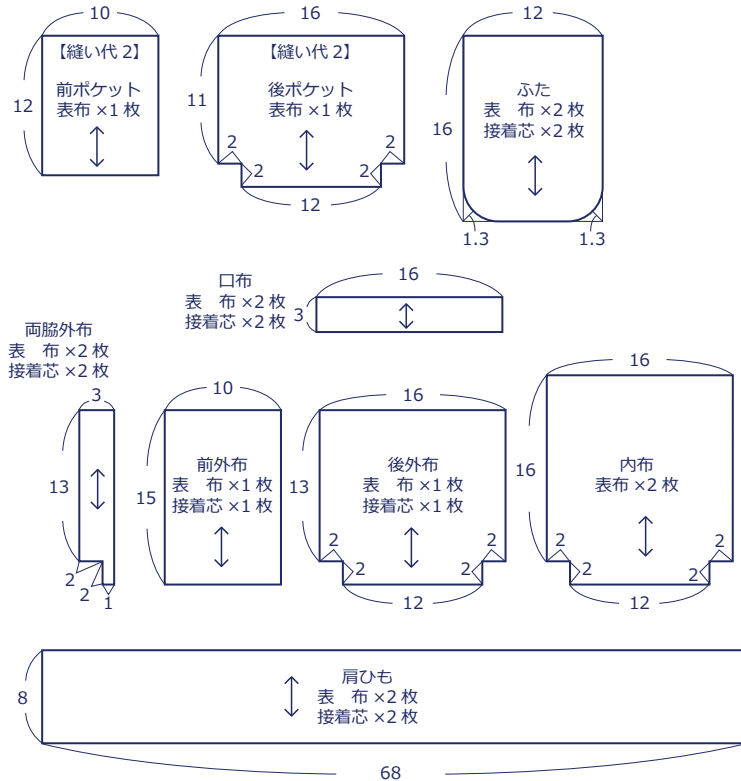 10
【縫い代 2】
前ポケット
表布 ×1 枚
12
16
【縫い代 2】
後ポケット
表布 ×1 枚
11
2
2
2
2
12
12
ふた
表　布 ×2 枚
接着芯 ×2 枚
16
1.3
1.3
口布
表　布 ×2 枚
接着芯 ×2 枚
16
3
両脇外布
表　布 ×2 枚
接着芯 ×2 枚
3
13
2
2
1
10
前外布
表　布 ×1 枚
接着芯 ×1 枚
15
16
後外布
表　布 ×1 枚
接着芯 ×1 枚
13
2
2
2
2
12
16
内布
表布 ×2 枚
16
2
2
2
2
12
肩ひも
表　布 ×2 枚
接着芯 ×2 枚
8
68